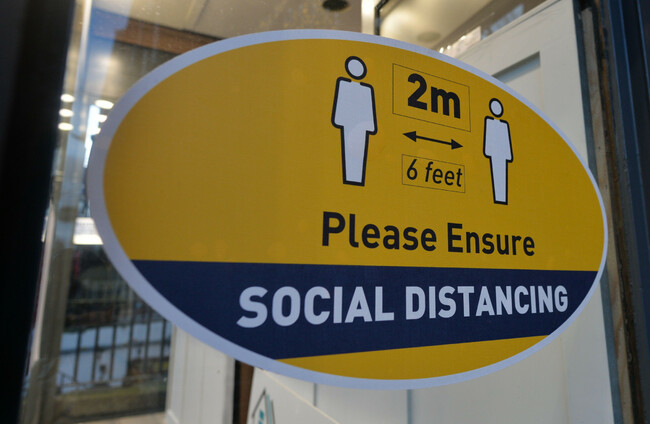 2m
6 feet
Please Ensure
SOCIAL DISTANCING